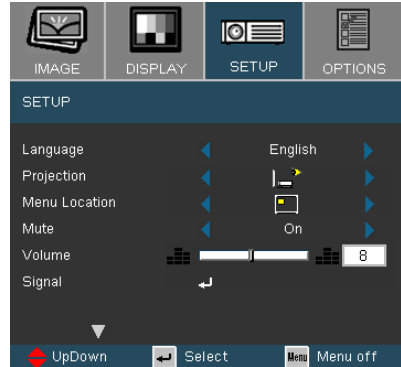 IMAGE DISPLAY SETUP OPTIONS
SETUP
Language English
Projection
Menu Location
Mute On
Volume 8
Signal
UpDown Select Menu Menu off